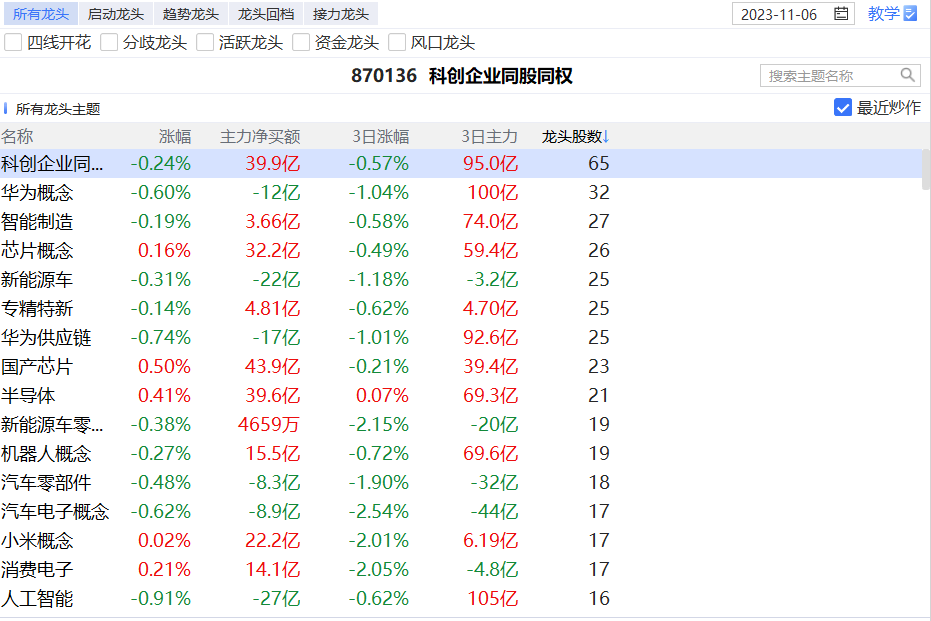 所有龙头 启动龙头 趋势龙头 龙头回档 接力龙头 2023-11-06 教学
四线开花 分歧龙头 活跃龙头 资金龙头 风口龙头
870136 科创企业同股同权 搜索主题名称
所有龙头主题 最近炒作
名称 涨幅 主力净买额 3日涨幅 3日主力 龙头股数↓
科创企业同... -0.24% 39.9亿 -0.57% 95.0亿 65
华为概念 -0.60% -12亿 -1.04% 100亿 32
智能制造 -0.19% 3.66亿 -0.58% 74.0亿 27
芯片概念 0.16% 32.2亿 -0.49% 59.4亿 26
新能源车 -0.31% -22亿 -1.18% -3.2亿 25
专精特新 -0.14% 4.81亿 -0.62% 4.70亿 25
华为供应链 -0.74% -17亿 -1.01% 92.6亿 25
国产芯片 0.50% 43.9亿 -0.21% 39.4亿 23
半导体 0.41% 39.6亿 0.07% 69.3亿 21
新能源车零... -0.38% 4659万 -2.15% -20亿 19
机器人概念 -0.27% 15.5亿 -0.72% 69.6亿 19
汽车零部件 -0.48% -8.3亿 -1.90% -32亿 18
汽车电子概念 -0.62% -8.9亿 -2.54% -44亿 17
小米概念 0.02% 22.2亿 -2.01% 6.19亿 17
消费电子 0.21% 14.1亿 -2.05% -4.8亿 17
人工智能 -0.91% -27亿 -0.62% 105亿 16